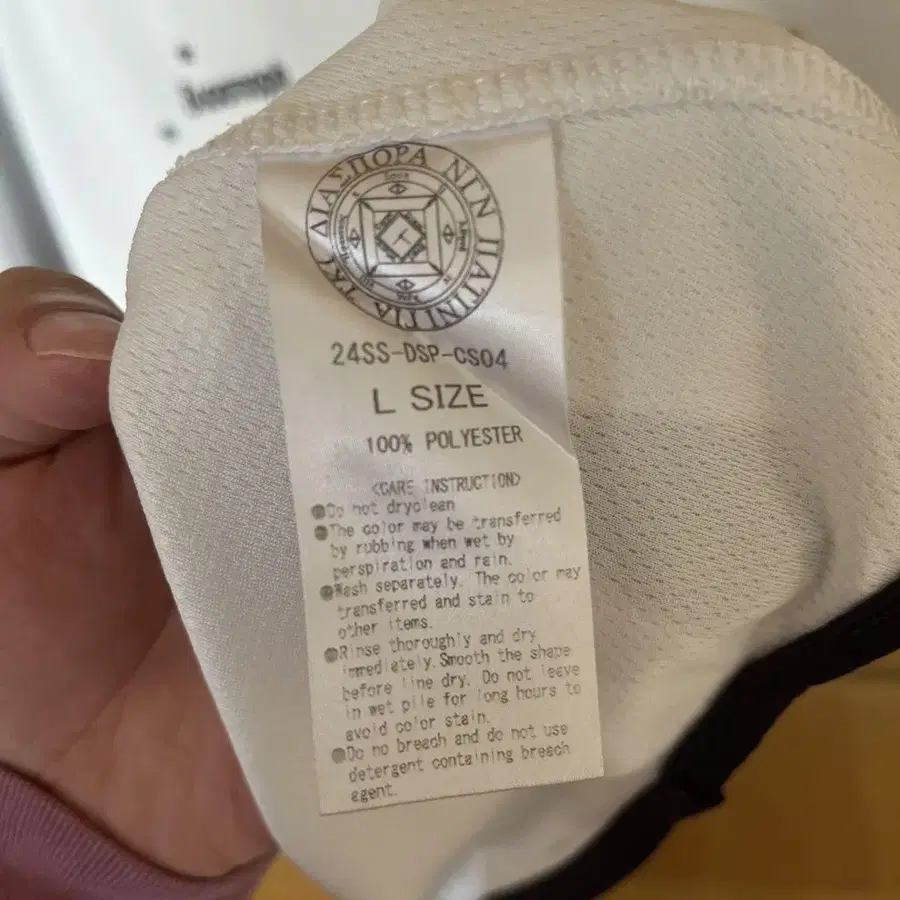 ΔΙΑΣΠΟΡΑ
24SS-DSP-CS04
L SIZE
100% POLYESTER
<CARE INSTRUCTION>
●Do not dryclean
●The color may be transferred
by rubbing when wet by
perspiration and rain.
●Wash separately. The color may
transferred and stain to
other items.
●Rinse thoroughly and dry
immediately.Smooth the shape
before line dry. Do not leave
in wet pile for long hours to
avoid color stain.
●Do no breach and do not use
detergent containing breach
agent.